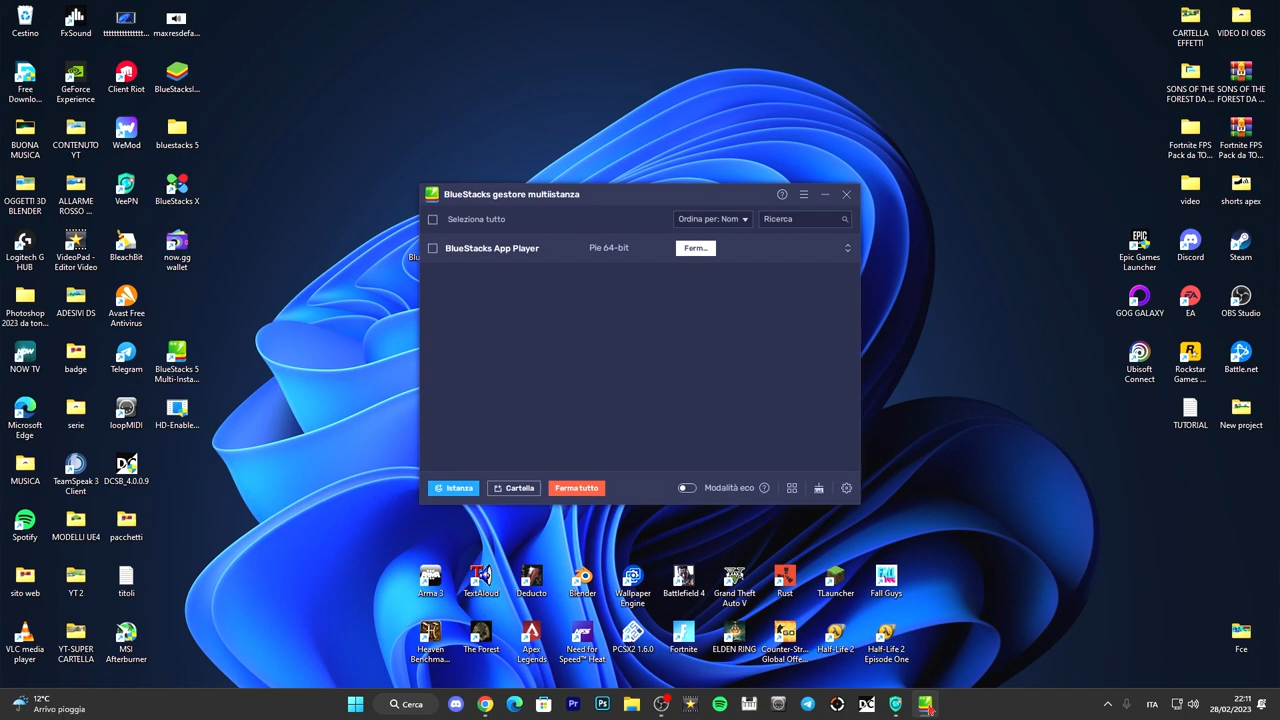 Cestino
FxSound
tttttttttttttt...
maxresdefa...
Free
Downlo...
GeForce
Experience
Client Riot
BlueStacksI...
BUONA
MUSICA
CONTENUTO
YT
WeMod
bluestacks 5
OGGETTI 3D
BLENDER
ALLARME
ROSSO ...
VeePN
BlueStacks X
Logitech G
HUB
VideoPad -
Editor Video
BleachBit
now.gg
wallet
Photoshop
2023 da ton...
ADESIVI DS
Avast Free
Antivirus
NOW TV
badge
Telegram
BlueStacks 5
Multi-Insta...
Microsoft
Edge
serie
loopMIDI
HD-Enable...
MUSICA
TeamSpeak 3
Client
DCSB_4.0.0.9
Spotify
MODELLI UE4
pacchetti
sito web
YT 2
titoli
VLC media
player
YT-SUPER
CARTELLA
MSI
Afterburner
BlueStacks gestore multiistanza
Seleziona tutto
Ordina per: Nom
Ricerca
BlueStacks App Player
Pie 64-bit
Ferm...
Istanza
Cartella
Ferma tutto
Modalità eco
CARTELLA
EFFETTI
VIDEO DI OBS
SONS OF THE
FOREST DA ...
SONS OF THE
FOREST DA ...
Fortnite FPS
Pack da TO...
Fortnite FPS
Pack da TO...
video
shorts apex
Epic Games
Launcher
Discord
Steam
GOG GALAXY
EA
OBS Studio
Ubisoft
Connect
Rockstar
Games ...
Battle.net
TUTORIAL
New project
Arma 3
TextAloud
Deducto
Blender
Wallpaper
Engine
Battlefield 4
Grand Theft
Auto V
Rust
TLauncher
Fall Guys
Heaven
Benchma...
The Forest
Apex
Legends
Need for
Speed™ Heat
PCSX2 1.6.0
Fortnite
ELDEN RING
Counter-Str...
Global Offe...
Half-Life 2
Half-Life 2
Episode One
Fce
12°C
Arrivo pioggia
Cerca
ITA
22:11
28/02/2023